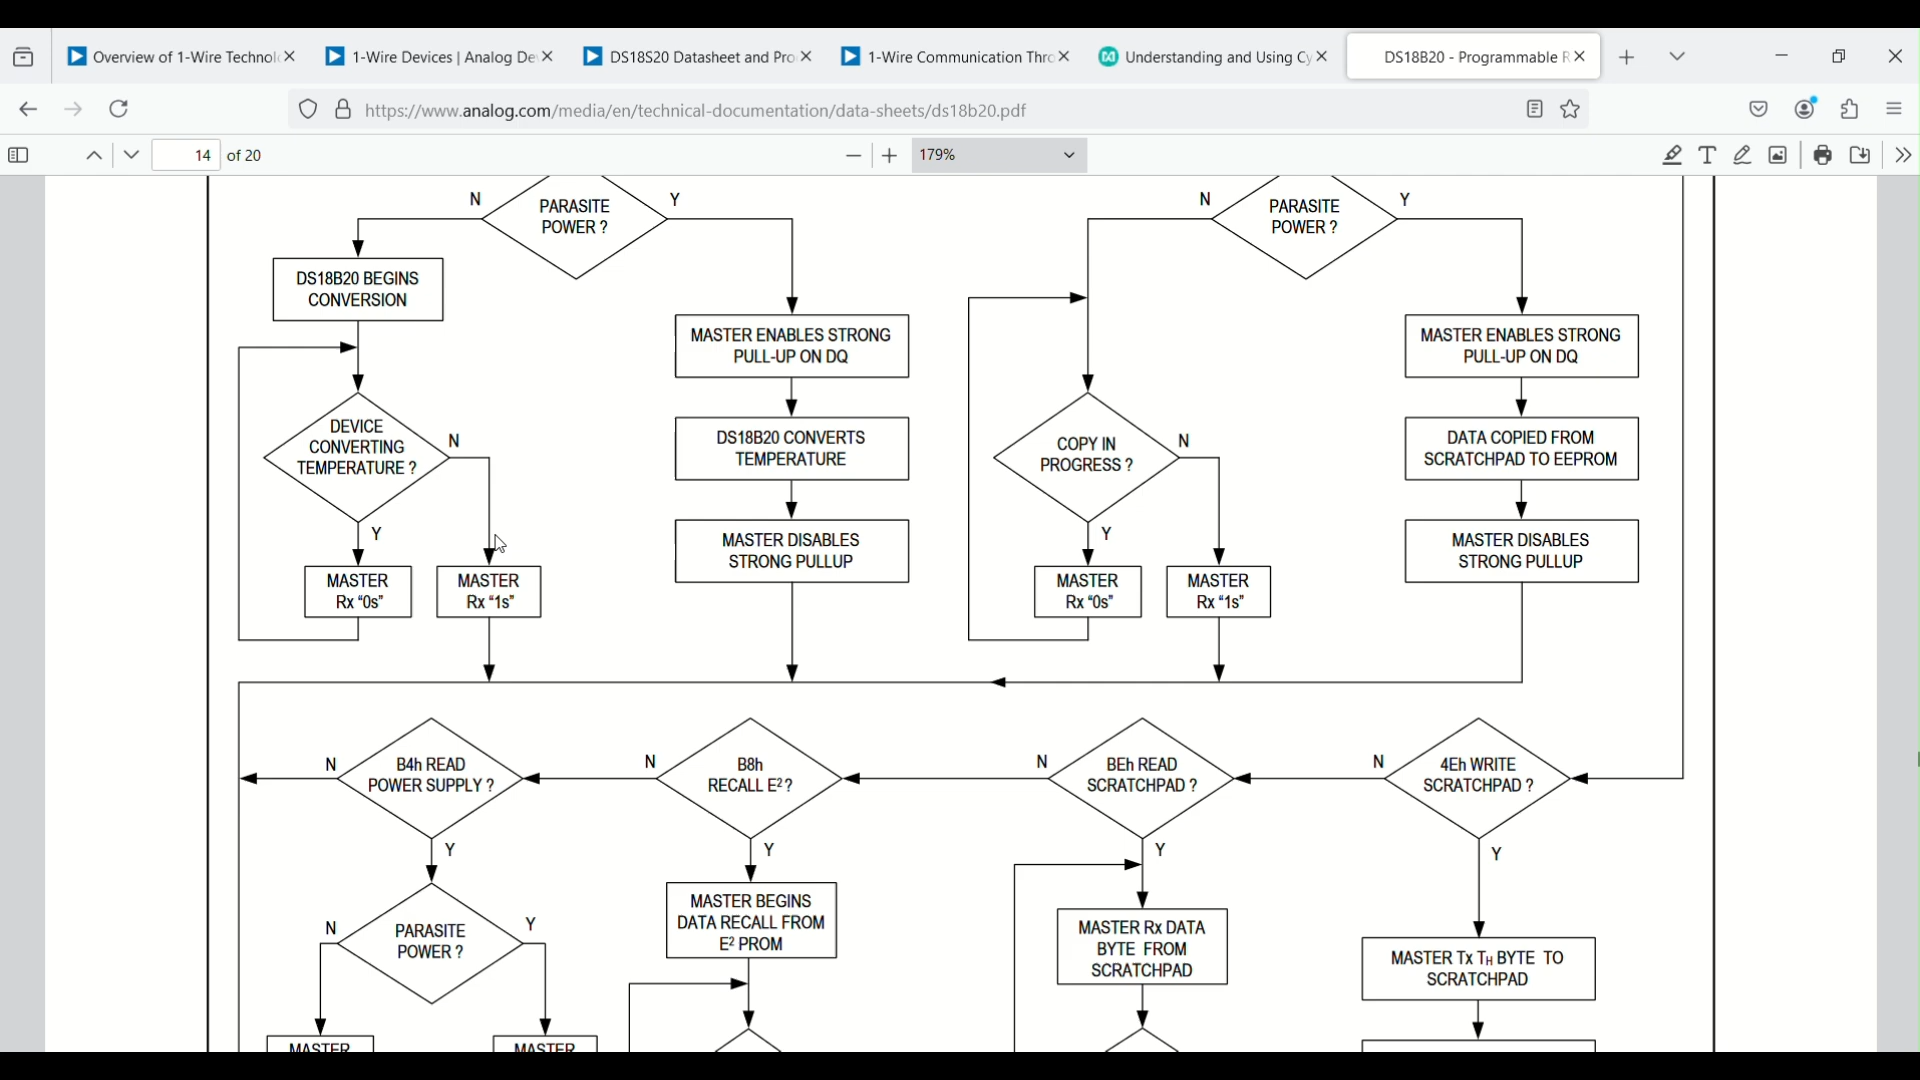 Overview of 1-Wire Technol
1-Wire Devices | Analog De
DS18S20 Datasheet and Pro
1-Wire Communication Thro
Understanding and Using Cy
DS18B20 - Programmable R
https://www.analog.com/media/en/technical-documentation/data-sheets/ds18b20.pdf
14 of 20
179%
N
PARASITE
POWER ?
Y
DS18B20 BEGINS
CONVERSION
MASTER ENABLES STRONG
PULL-UP ON DQ
DEVICE
CONVERTING
TEMPERATURE ?
N
DS18B20 CONVERTS
TEMPERATURE
Y
MASTER DISABLES
STRONG PULLUP
MASTER
Rx “0s”
MASTER
Rx “1s”
N
PARASITE
POWER ?
Y
MASTER ENABLES STRONG
PULL-UP ON DQ
COPY IN
PROGRESS ?
N
DATA COPIED FROM
SCRATCHPAD TO EEPROM
Y
MASTER DISABLES
STRONG PULLUP
MASTER
Rx “0s”
MASTER
Rx “1s”
N
B4h READ
POWER SUPPLY ?
N
B8h
RECALL E² ?
N
BEh READ
SCRATCHPAD ?
N
4Eh WRITE
SCRATCHPAD ?
Y
Y
Y
Y
N
PARASITE
POWER ?
Y
MASTER BEGINS
DATA RECALL FROM
E² PROM
MASTER Rx DATA
BYTE FROM
SCRATCHPAD
MASTER Tx TH BYTE TO
SCRATCHPAD
MASTER
MASTER